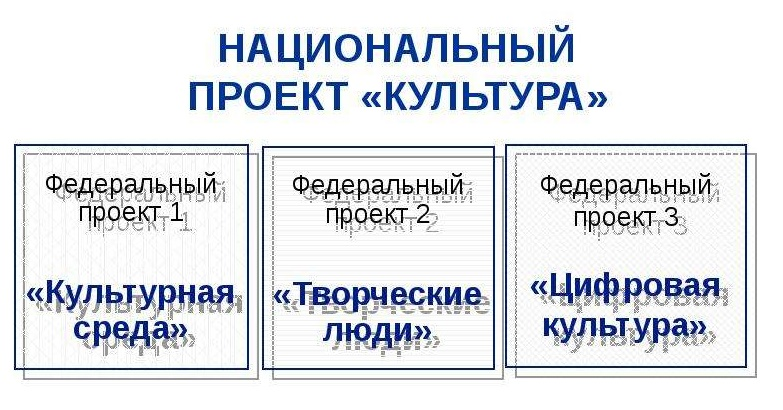 НАЦИОНАЛЬНЫЙ
ПРОЕКТ «КУЛЬТУРА»
Федеральный
проект 1
«Культурная
среда»
Федеральный
проект 2
«Творческие
люди»
Федеральный
проект 3
«Цифровая
культура»